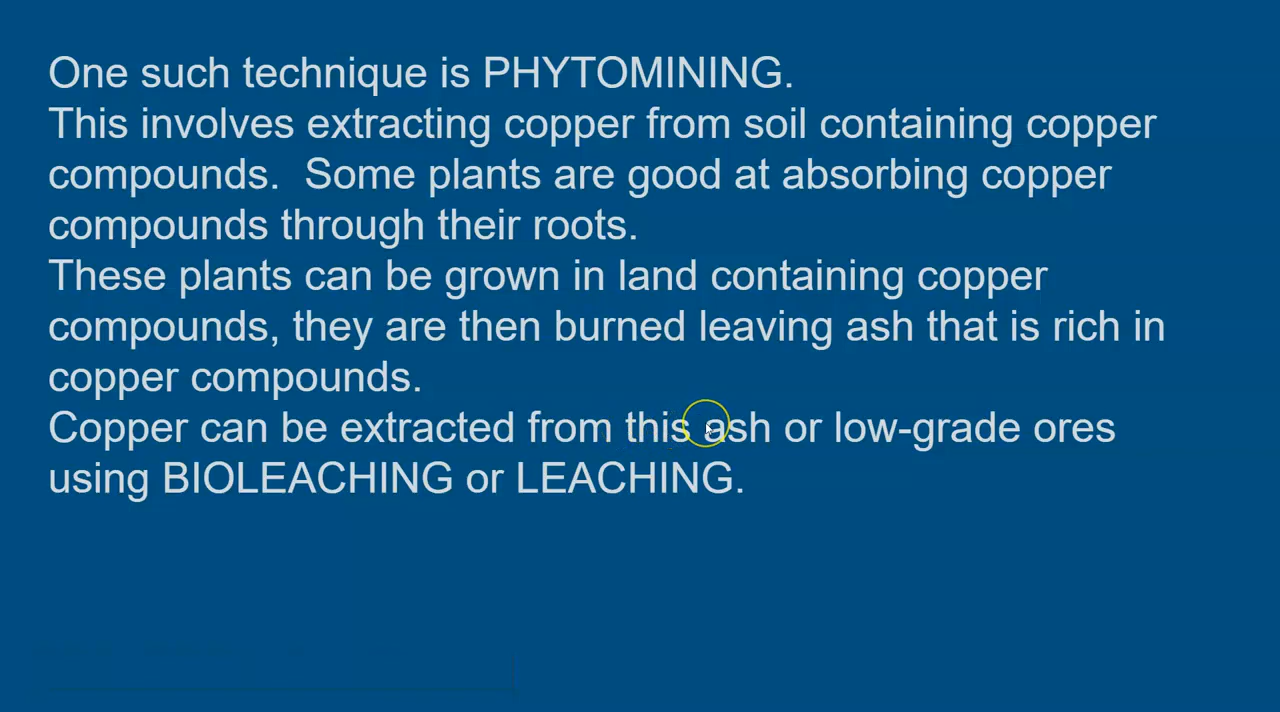 One such technique is PHYTOMINING.
This involves extracting copper from soil containing copper
compounds.  Some plants are good at absorbing copper
compounds through their roots.
These plants can be grown in land containing copper
compounds, they are then burned leaving ash that is rich in
copper compounds.
Copper can be extracted from this ash or low-grade ores
using BIOLEACHING or LEACHING.